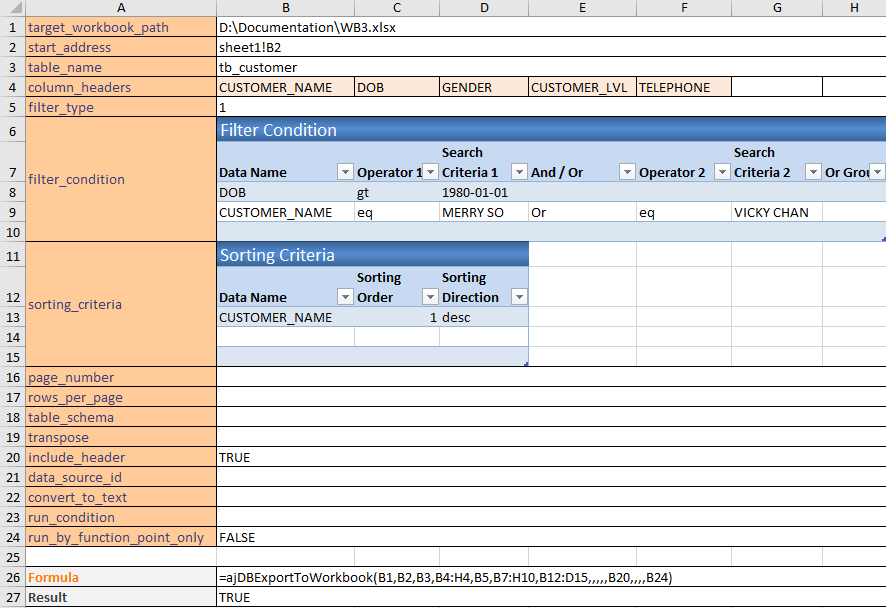 A B C D E F G H
1 target_workbook_path D:\Documentation\WB3.xlsx
2 start_address sheet1!B2
3 table_name tb_customer
4 column_headers CUSTOMER_NAME DOB GENDER CUSTOMER_LVL TELEPHONE
5 filter_type 1
6 Filter Condition
7 filter_condition Data Name Operator 1 Search Criteria 1 And / Or Operator 2 Search Criteria 2 Or Grou
8 DOB gt 1980-01-01
9 CUSTOMER_NAME eq MERRY SO Or eq VICKY CHAN
10
11 Sorting Criteria
12 sorting_criteria Data Name Sorting Order Sorting Direction
13 CUSTOMER_NAME 1 desc
14
15
16 page_number
17 rows_per_page
18 table_schema
19 transpose
20 include_header TRUE
21 data_source_id
22 convert_to_text
23 run_condition
24 run_by_function_point_only FALSE
25
26 Formula =ajDBExportToWorkbook(B1,B2,B3,B4:H4,B5,B7:H10,B12:D15,,,,,B20,,,,B24)
27 Result TRUE